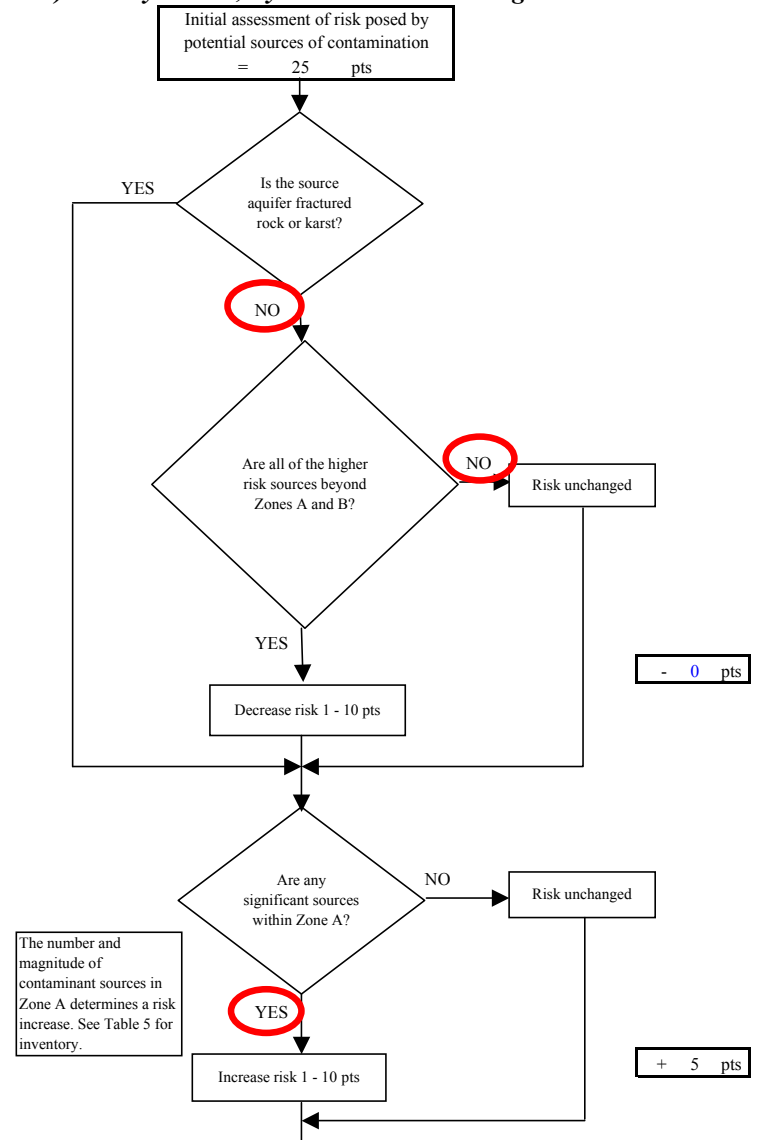 Initial assessment of risk posed by
potential sources of contamination
= 25 pts
YES
Is the source
aquifer fractured
rock or karst?
NO
Are all of the higher
risk sources beyond
Zones A and B?
NO
Risk unchanged
YES
- 0 pts
Decrease risk 1 - 10 pts
Are any
significant sources
within Zone A?
NO
Risk unchanged
The number and
magnitude of
contaminant sources in
Zone A determines a risk
increase. See Table 5 for
inventory.
YES
+ 5 pts
Increase risk 1 - 10 pts